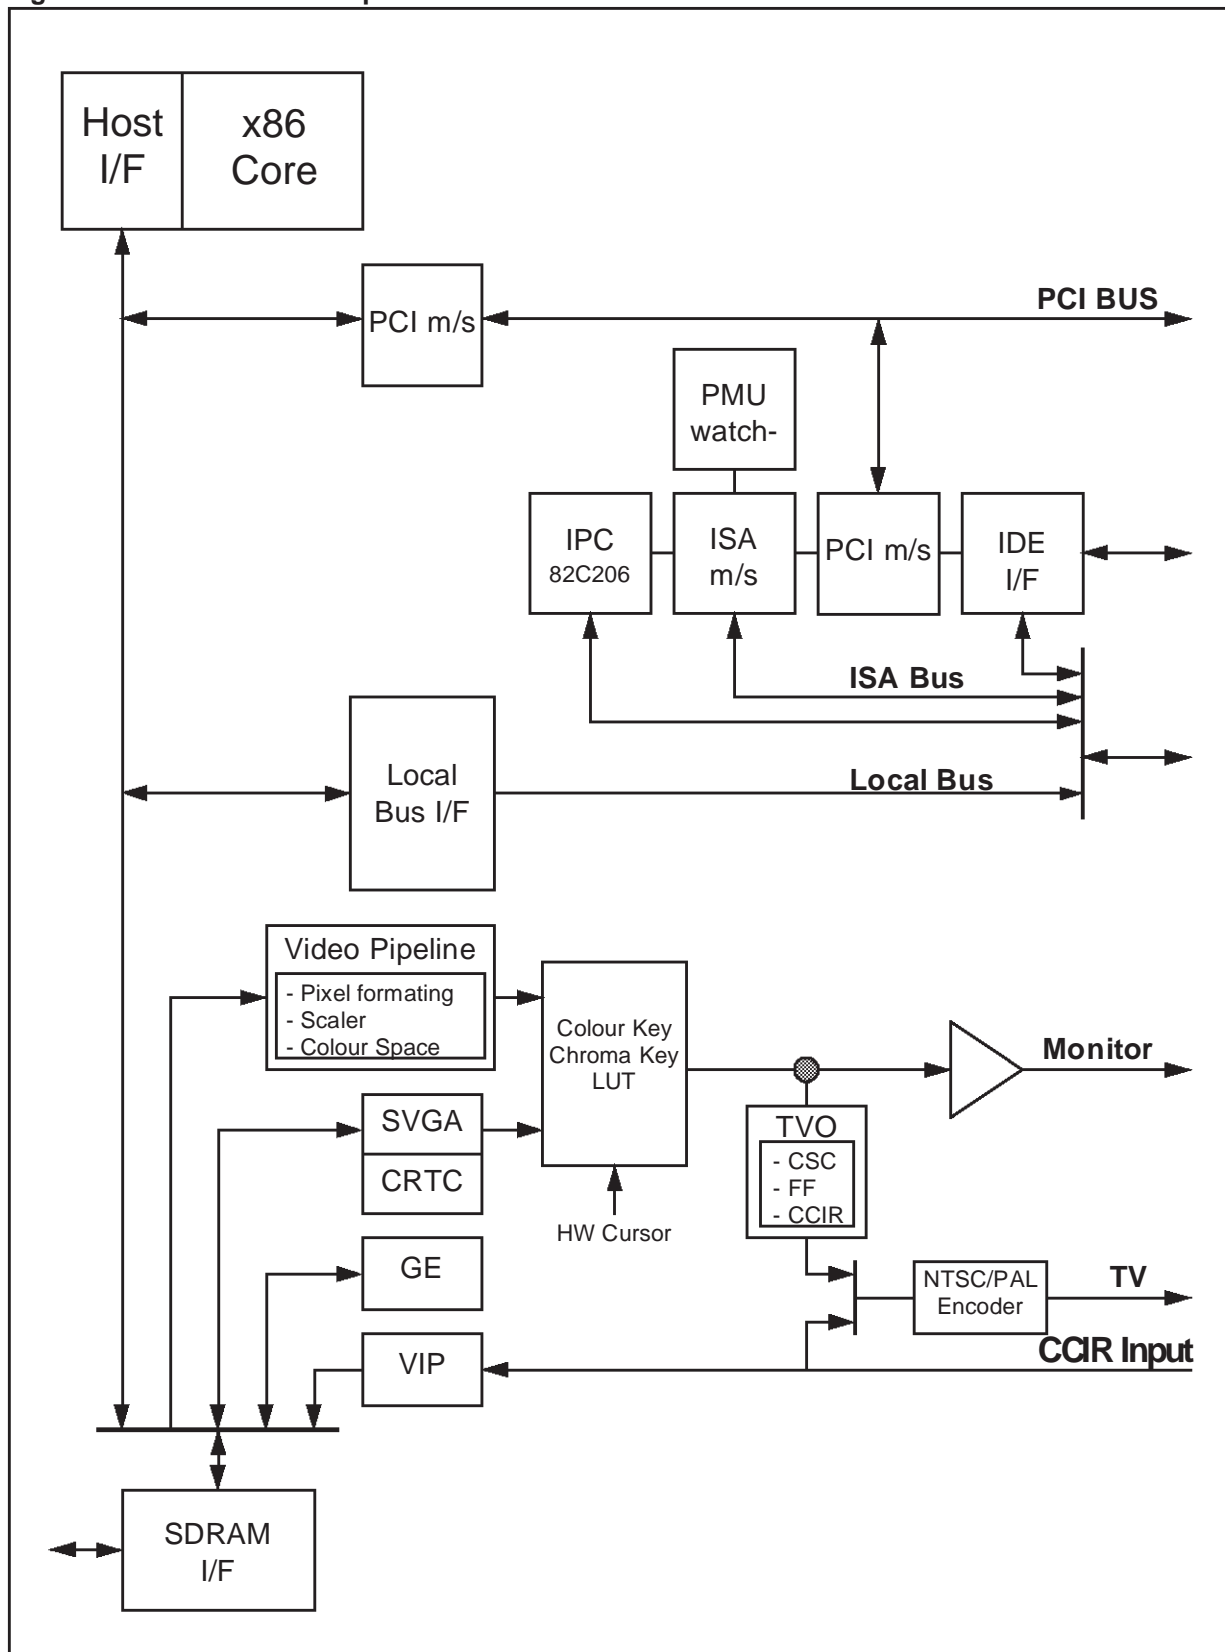 Host
I/F
x86
Core
PCI m/s
PCI BUS
PMU
watch-
IPC
82C206
ISA
m/s
PCI m/s
IDE
I/F
ISA Bus
Local
Bus I/F
Local Bus
Video Pipeline
- Pixel formating
- Scaler
- Colour Space
Colour Key
Chroma Key
LUT
Monitor
SVGA
CRTC
TVO
- CSC
- FF
- CCIR
HW Cursor
GE
NTSC/PAL
Encoder
TV
VIP
CCIR Input
SDRAM
I/F